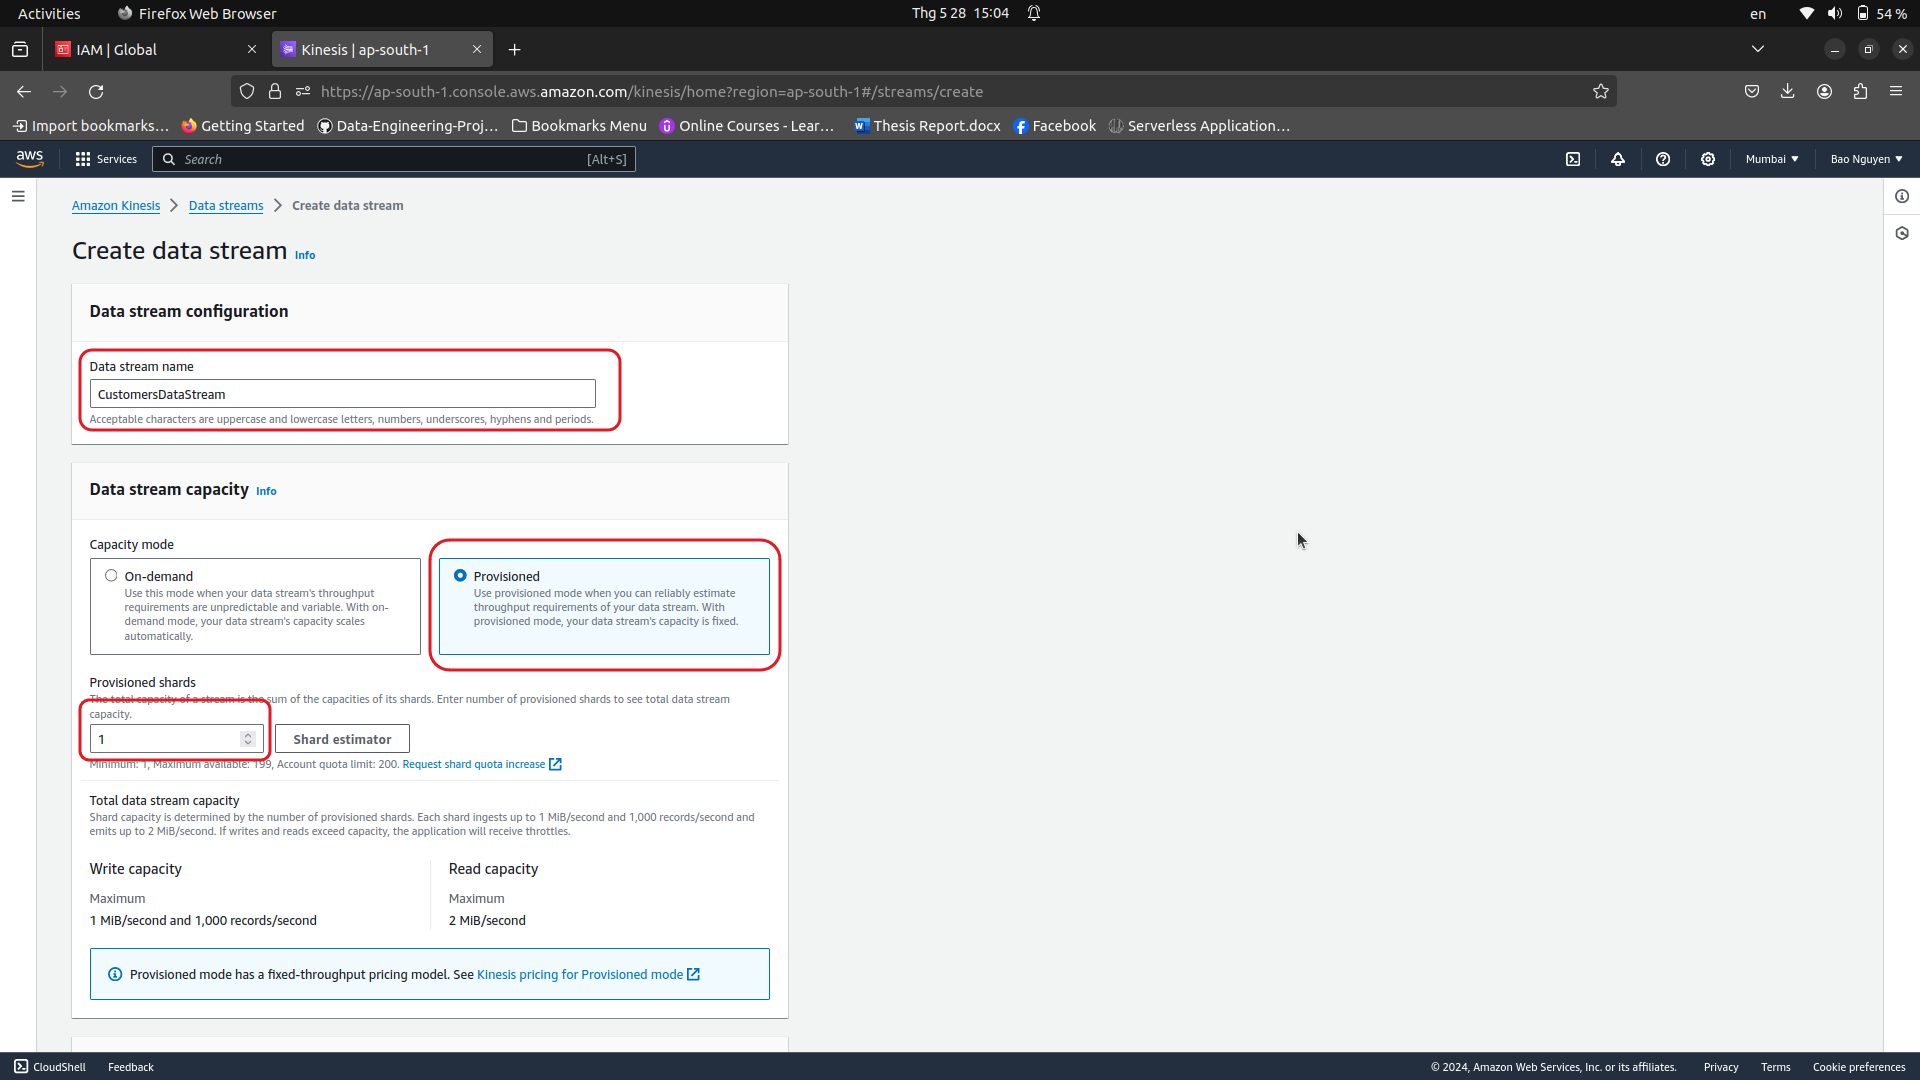 Activities
Firefox Web Browser
Thg 5 28 15:04
en
54 %
IAM | Global
Kinesis | ap-south-1
https://ap-south-1.console.aws.amazon.com/kinesis/home?region=ap-south-1#/streams/create
Import bookmarks…
Getting Started
Data-Engineering-Proj…
Bookmarks Menu
Online Courses - Lear…
Thesis Report.docx
Facebook
Serverless Application…
aws
Services
Search
[Alt+S]
Mumbai
Bao Nguyen
Amazon Kinesis
Data streams
Create data stream
Create data stream Info
Data stream configuration
Data stream name
CustomersDataStream
Acceptable characters are uppercase and lowercase letters, numbers, underscores, hyphens and periods.
Data stream capacity Info
Capacity mode
On-demand
Use this mode when your data stream's throughput
requirements are unpredictable and variable. With on-
demand mode, your data stream's capacity scales
automatically.
Provisioned
Use provisioned mode when you can reliably estimate
throughput requirements of your data stream. With
provisioned mode, your data stream's capacity is fixed.
Provisioned shards
The total capacity of a stream is the sum of the capacities of its shards. Enter number of provisioned shards to see total data stream
capacity.
1
Shard estimator
Minimum: 1, Maximum available: 199, Account quota limit: 200. Request shard quota increase
Total data stream capacity
Shard capacity is determined by the number of provisioned shards. Each shard ingests up to 1 MiB/second and 1,000 records/second and
emits up to 2 MiB/second. If writes and reads exceed capacity, the application will receive throttles.
Write capacity
Maximum
1 MiB/second and 1,000 records/second
Read capacity
Maximum
2 MiB/second
Provisioned mode has a fixed-throughput pricing model. See Kinesis pricing for Provisioned mode
CloudShell
Feedback
© 2024, Amazon Web Services, Inc. or its affiliates.
Privacy
Terms
Cookie preferences